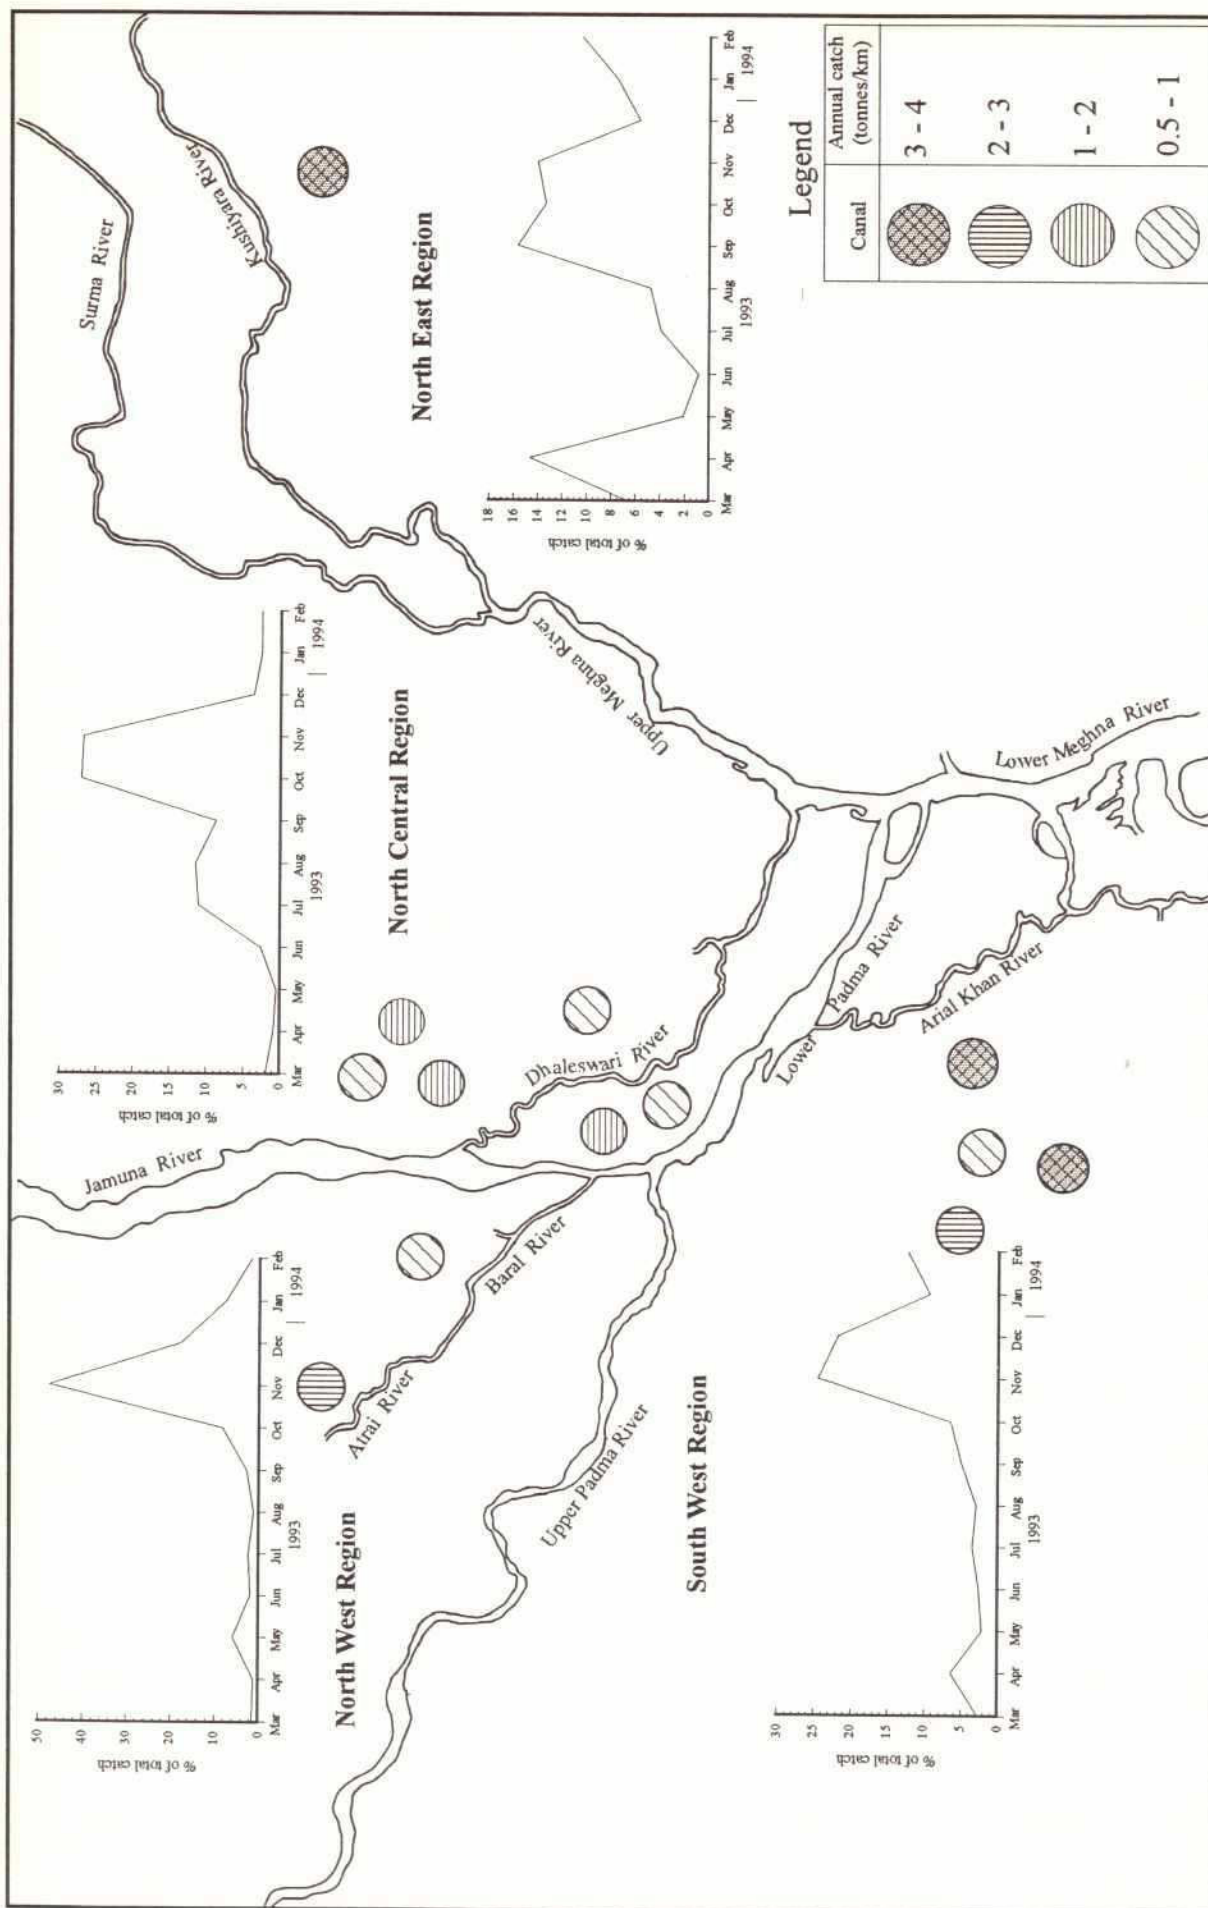 Surma River
Kushiyara River
Jamuna River
Dhaleswari River
Upper Meghna River
Lower Meghna River
Lower Padma River
Arial Khan River
Baral River
Atrai River
Upper Padma River
North West Region
% of total catch
50
40
30
20
10
0
Mar Apr May Jun Jul Aug Sep Oct Nov Dec Jan Feb
1993 | 1994
North Central Region
% of total catch
30
25
20
15
10
5
0
Mar Apr May Jun Jul Aug Sep Oct Nov Dec Jan Feb
1993 | 1994
North East Region
% of total catch
18
16
14
12
10
8
6
4
2
0
Mar Apr May Jun Jul Aug Sep Oct Nov Dec Jan Feb
1993 | 1994
South West Region
% of total catch
30
25
20
15
10
5
0
Mar Apr May Jun Jul Aug Sep Oct Nov Dec Jan Feb
1993 | 1994
Legend
Canal Annual catch
(tonnes/km)
3 - 4
2 - 3
1 - 2
0.5 - 1